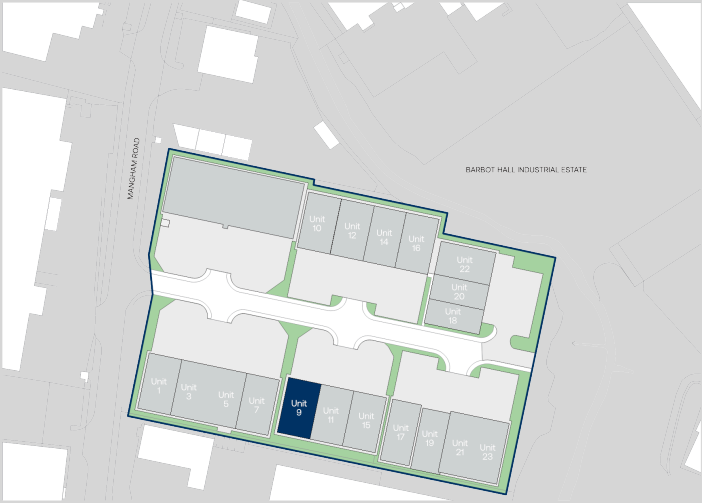 BARBOT HALL INDUSTRIAL ESTATE
MANGHAM ROAD
Unit
10
Unit
12
Unit
14
Unit
16
Unit
22
Unit
20
Unit
18
Unit
1
Unit
3
Unit
5
Unit
7
Unit
9
Unit
11
Unit
15
Unit
17
Unit
19
Unit
21
Unit
23